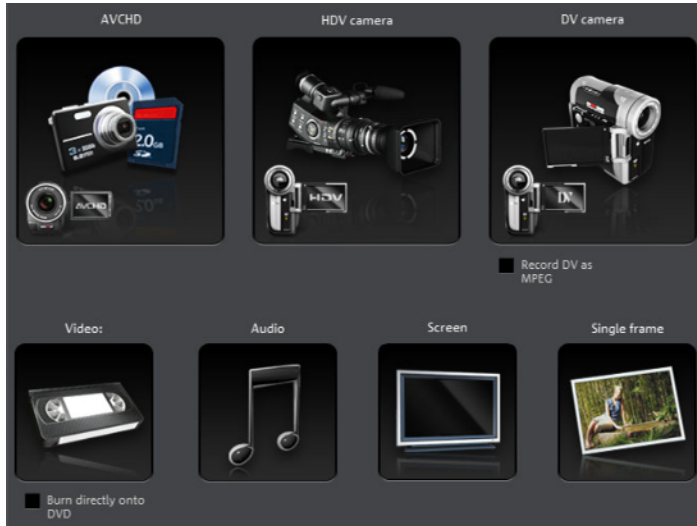 AVCHD
HDV camera
DV camera
2.0GB
AVCHD
HDV
DV
Record DV as
MPEG
Video:
Audio
Screen
Single frame
Burn directly onto
DVD